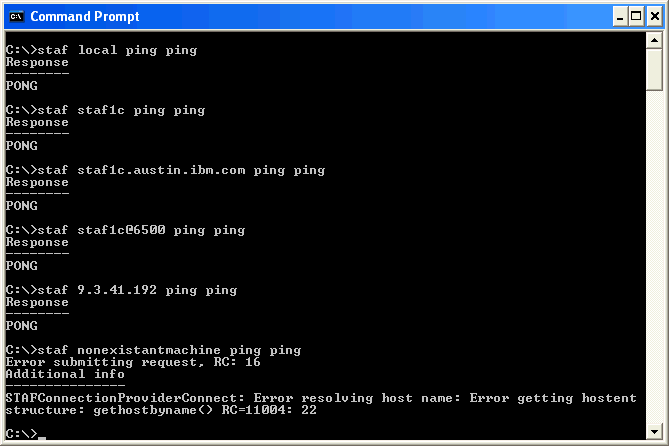 Command Prompt
C:\>staf local ping ping
Response
--------
PONG
C:\>staf staf1c ping ping
Response
--------
PONG
C:\>staf staf1c.austin.ibm.com ping ping
Response
--------
PONG
C:\>staf staf1c@6500 ping ping
Response
--------
PONG
C:\>staf 9.3.41.192 ping ping
Response
--------
PONG
C:\>staf nonexistantmachine ping ping
Error submitting request, RC: 16
Additional info
---------------
STAFConnectionProviderConnect: Error resolving host name: Error getting hostent
structure: gethostbyname() RC=11004: 22
C:\>_